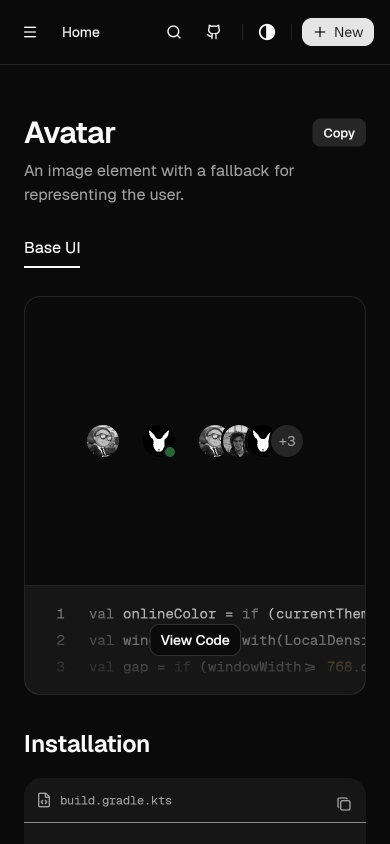 Home
New
Avatar
Copy
An image element with a fallback for
representing the user.
Base UI
+3
1 val onlineColor = if (currentThem
2 val win
View Code
with(LocalDensi
3 val gap = if (windowWidth >= 768.
Installation
build.gradle.kts